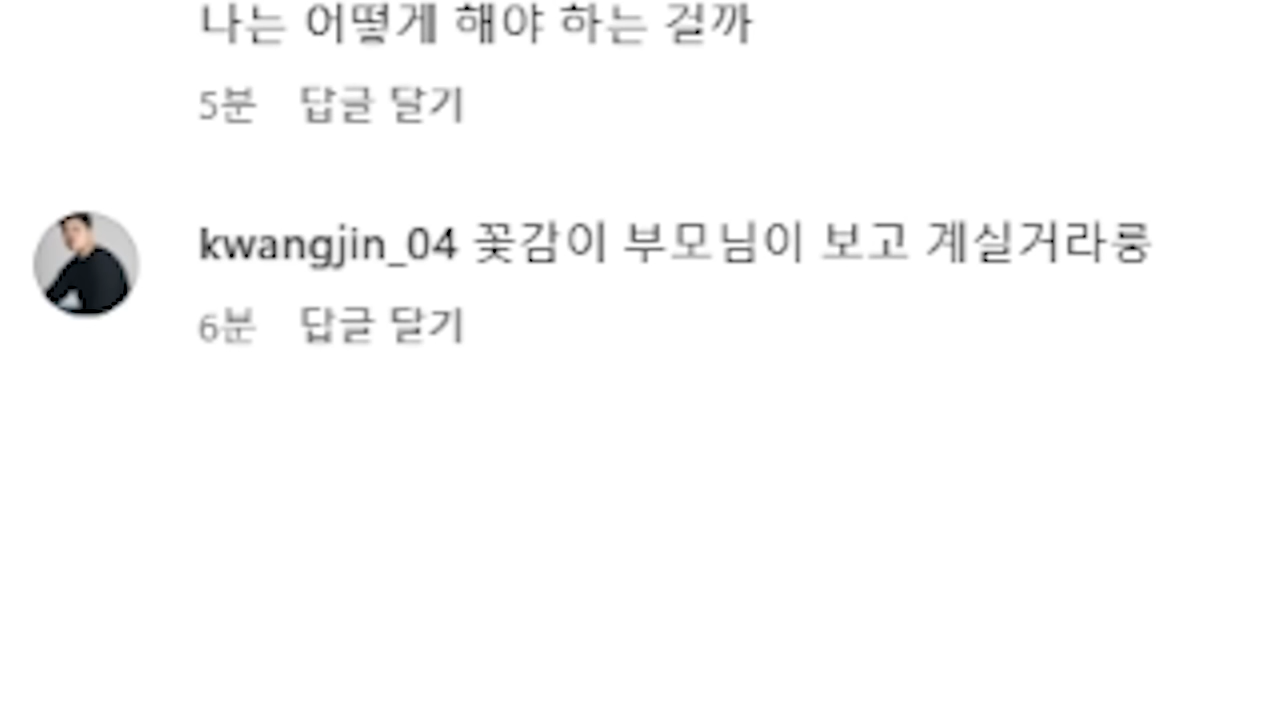 나는 어떻게 해야 하는 걸까
5분 답글 달기
kwangjin_04 꽃감이 부모님이 보고 계실거라룽
6분 답글 달기